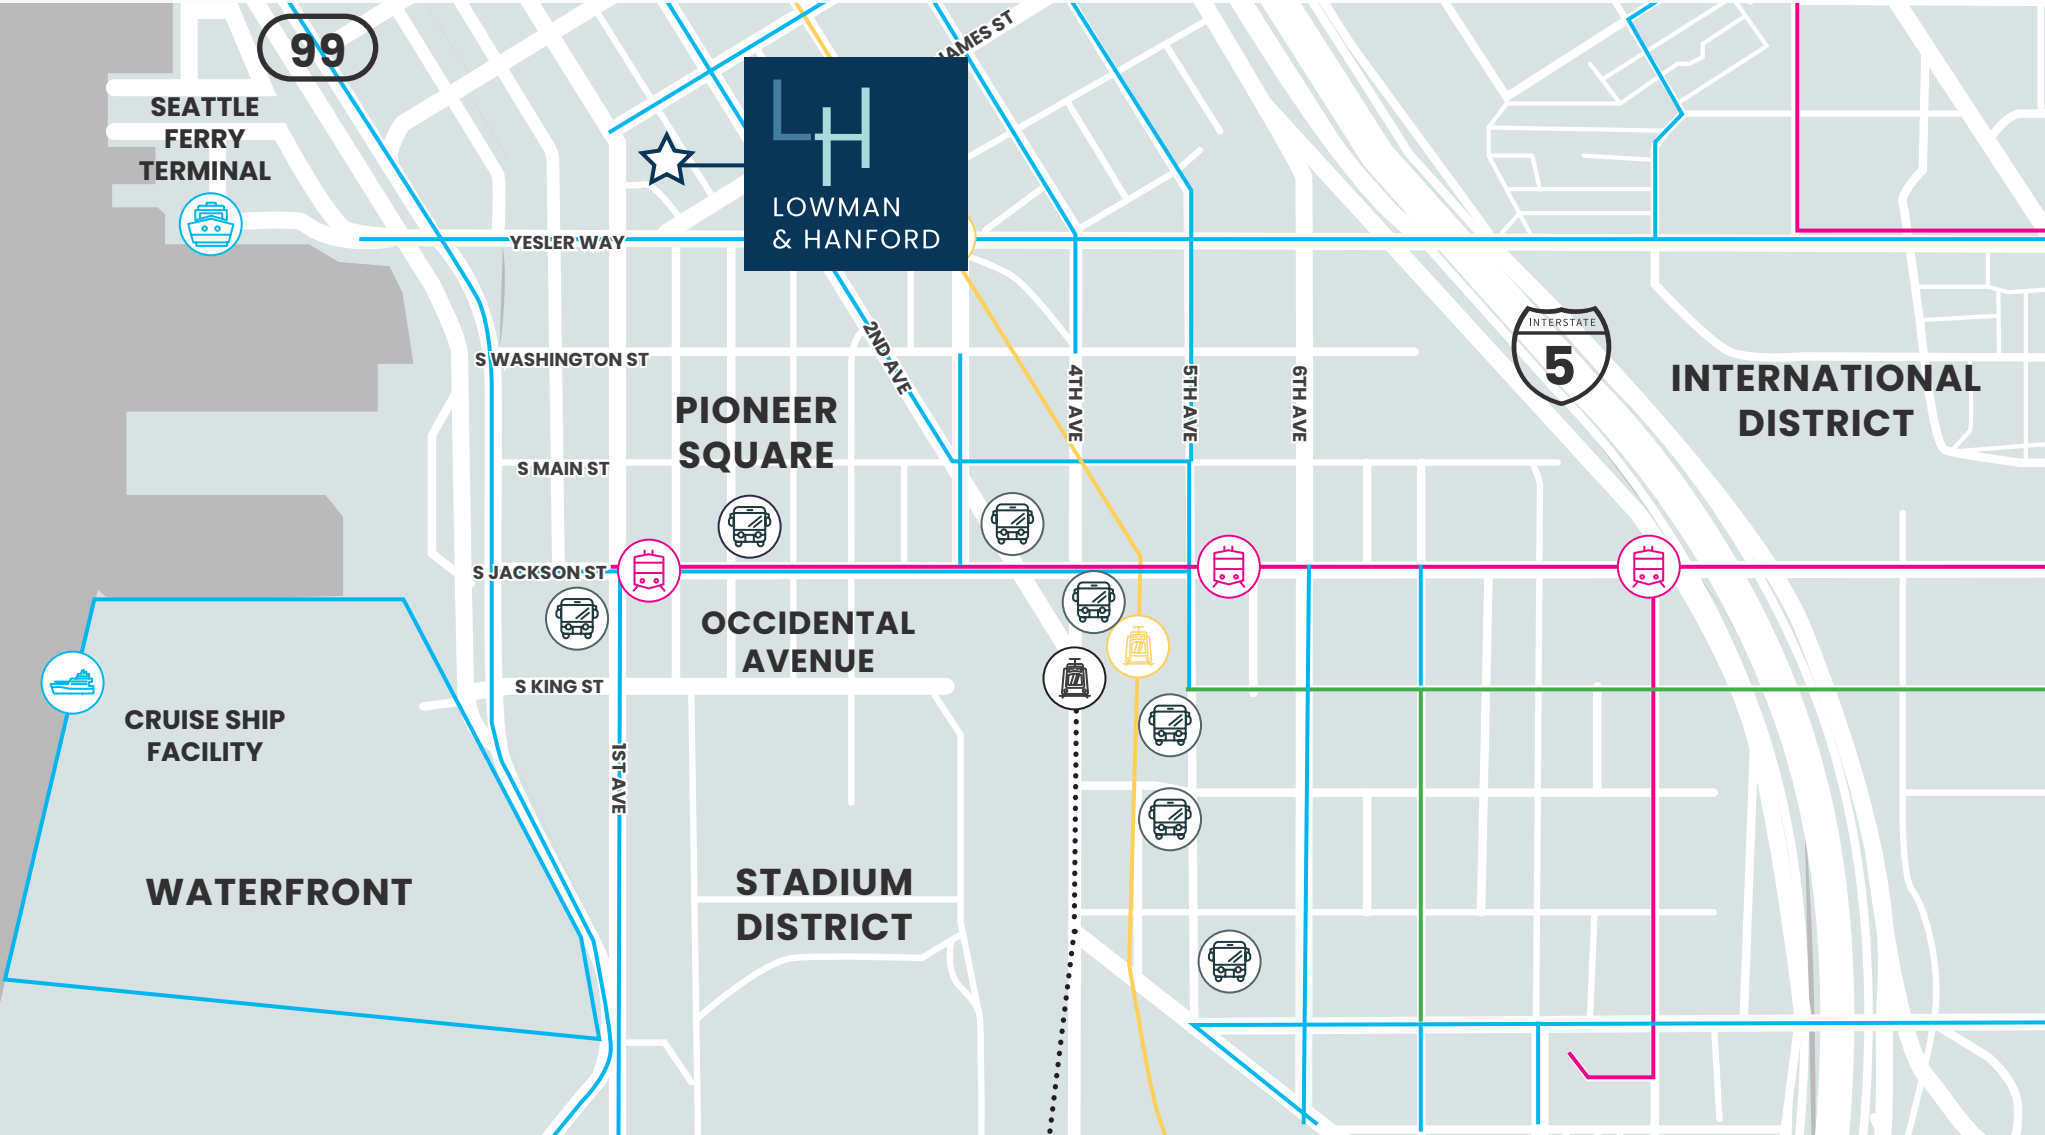 99
JAMES ST
SEATTLE
FERRY
TERMINAL
LH
LOWMAN
& HANFORD
YESLER WAY
INTERSTATE
5
2ND AVE
S WASHINGTON ST
4TH AVE
5TH AVE
6TH AVE
INTERNATIONAL
DISTRICT
PIONEER
SQUARE
S MAIN ST
S JACKSON ST
OCCIDENTAL
AVENUE
S KING ST
CRUISE SHIP
FACILITY
1ST AVE
WATERFRONT
STADIUM
DISTRICT